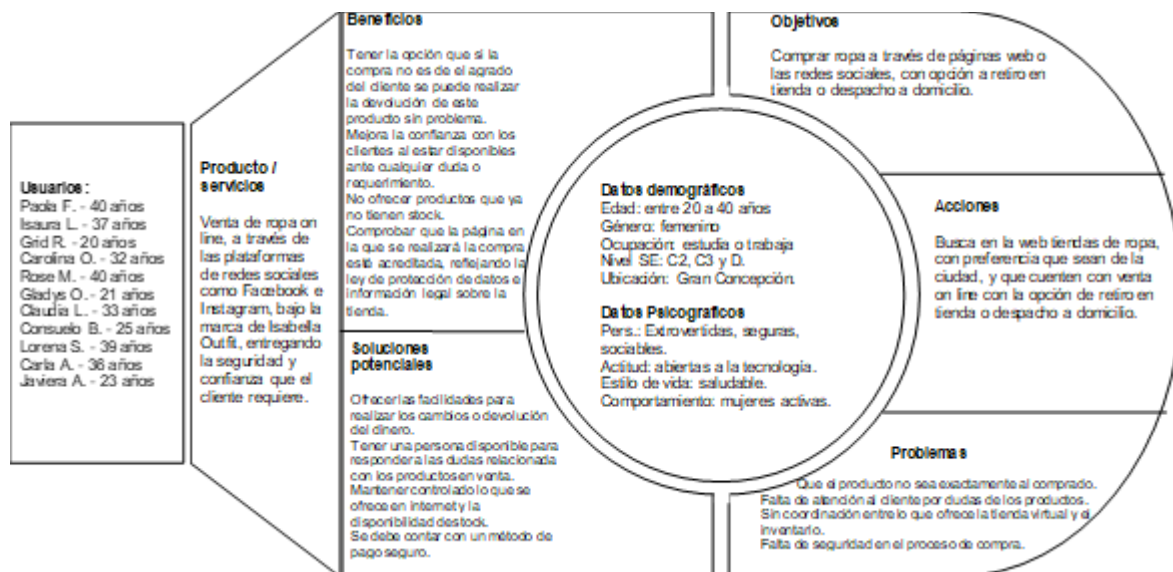 Usuarios:
Paola F. - 40 años
Isaura L. - 37 años
Grid R. - 20 años
Carolina O. - 32 años
Rose M. - 40 años
Gladys O. - 21 años
Claudia L. - 33 años
Consuelo B. - 25 años
Lorena S. - 39 años
Carla A. - 36 años
Javiera A. - 23 años
Producto /
servicios
Venta de ropa on
line, a través de
las plataformas
de redes sociales
como Facebook e
Instagram, bajo la
marca de Isabella
Outfit, entregando
la seguridad y
confianza que el
cliente requiere.
Beneficios
Tener la opción que si la
compra no es de el agrado
del cliente se puede realizar
la devolución de este
producto sin problema.
Mejora la confianza con los
clientes al estar disponibles
ante cualquier duda o
requerimiento.
No ofrecer productos que ya
no tienen stock.
Comprobar que la página en
la que se realizará la compra
esté acreditada, reflejando la
ley de protección de datos e
información legal sobre la
tienda.
Soluciones
potenciales
Ofrecer las facilidades para
realizar los cambios o devolución
del dinero.
Tener una persona disponible para
responder a las dudas relacionada
con los productos en venta.
Mantener controlado lo que se
ofrece en internet y la
disponibilidad de stock.
Se debe contar con un método de
pago seguro.
Datos demográficos
Edad: entre 20 a 40 años
Género: femenino
Ocupación: estudia o trabaja
Nivel SE: C2, C3 y D.
Ubicación: Gran Concepción.
Datos Psicograficos
Pers.: Extrovertidas, seguras,
sociables.
Actitud: abiertas a la tecnología.
Estilo de vida: saludable.
Comportamiento: mujeres activas.
Objetivos
Comprar ropa a través de páginas web o
las redes sociales, con opción a retiro en
tienda o despacho a domicilio.
Acciones
Busca en la web tiendas de ropa,
con preferencia que sean de la
ciudad, y que cuenten con venta
on line con la opción de retiro en
tienda o despacho a domicilio.
Problemas
Que el producto no sea exactamente al comprado.
Falta de atención al cliente por dudas de los productos.
Sin coordinación entre lo que ofrece la tienda virtual y el
inventario.
Falta de seguridad en el proceso de compra.